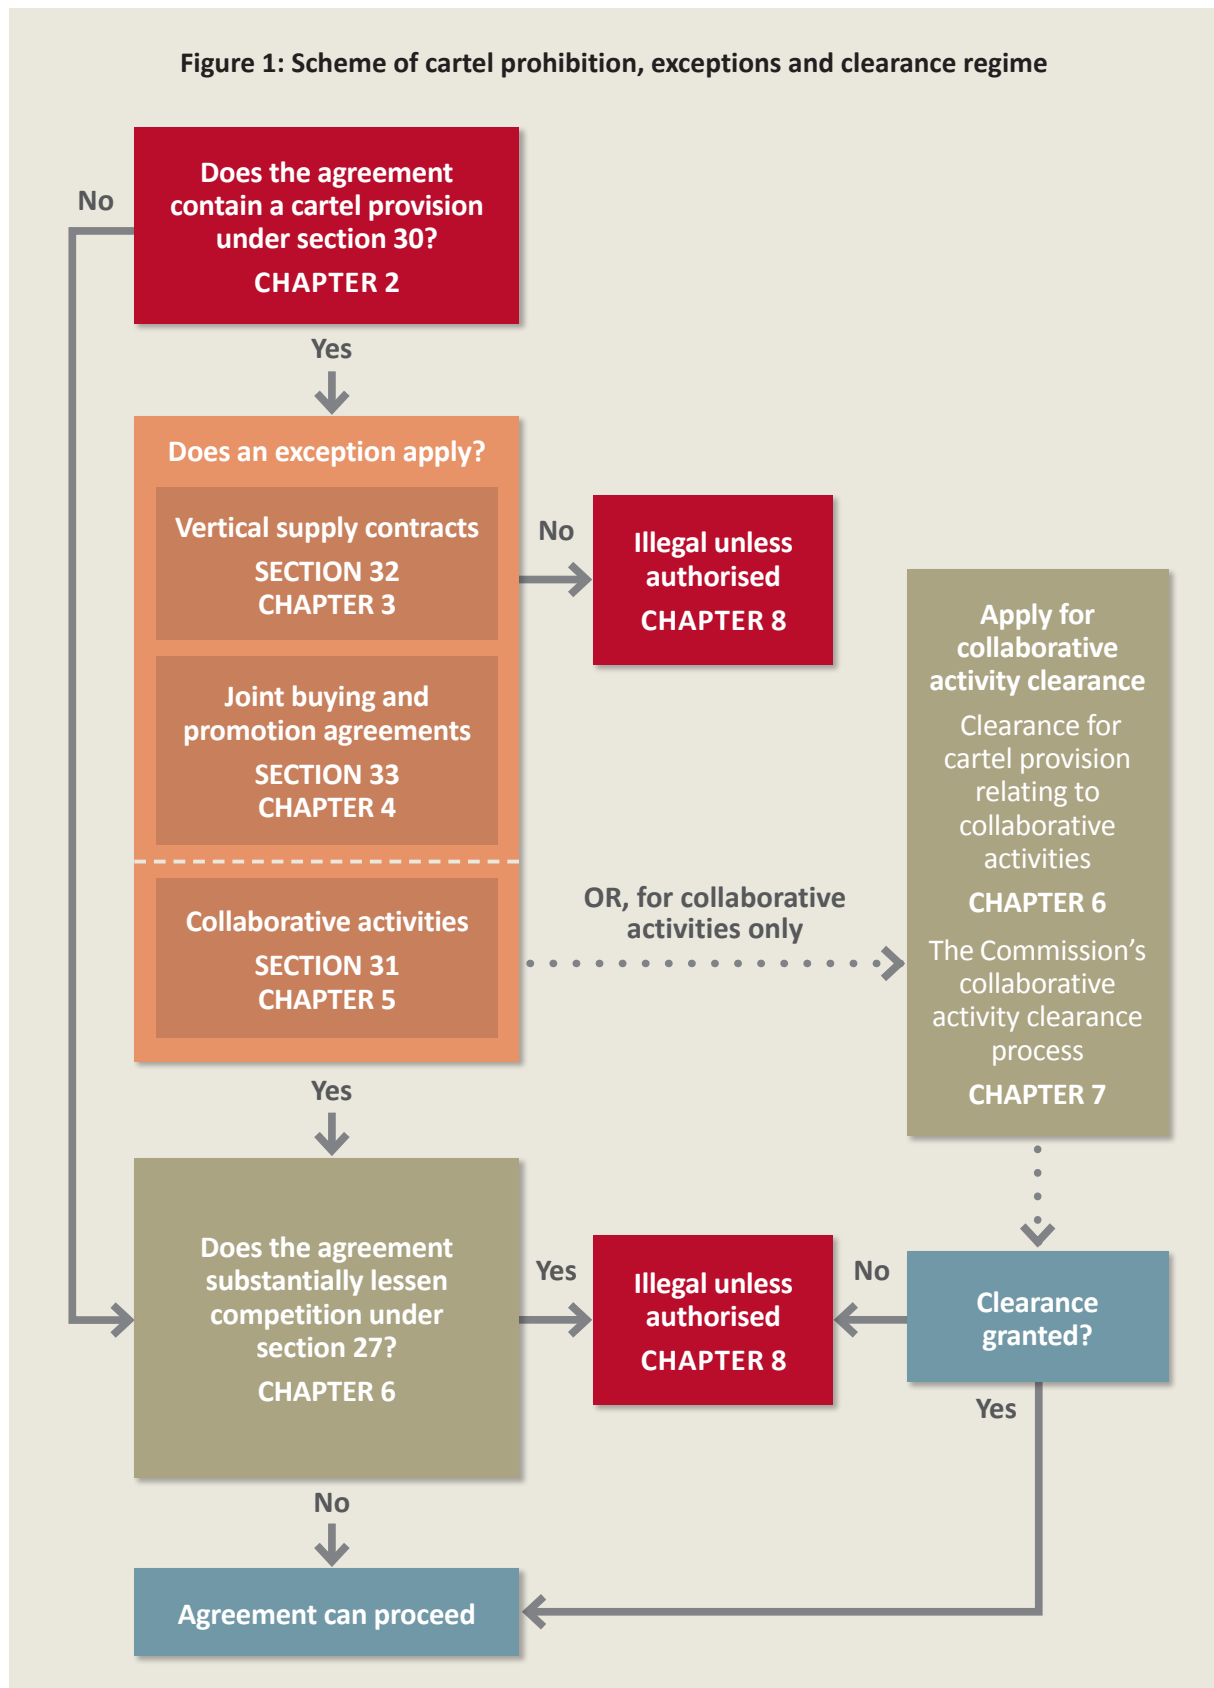 Figure 1: Scheme of cartel prohibition, exceptions and clearance regime
No
Does the agreement
contain a cartel provision
under section 30?
CHAPTER 2
Yes
Does an exception apply?
Vertical supply contracts
SECTION 32
CHAPTER 3
No
Illegal unless
authorised
CHAPTER 8
Joint buying and
promotion agreements
SECTION 33
CHAPTER 4
Collaborative activities
SECTION 31
CHAPTER 5
OR, for collaborative
activities only
Apply for
collaborative
activity clearance
Clearance for
cartel provision
relating to
collaborative
activities
CHAPTER 6
The Commission’s
collaborative
activity clearance
process
CHAPTER 7
Yes
Does the agreement
substantially lessen
competition under
section 27?
CHAPTER 6
Yes
Illegal unless
authorised
CHAPTER 8
No
Clearance
granted?
Yes
No
Agreement can proceed